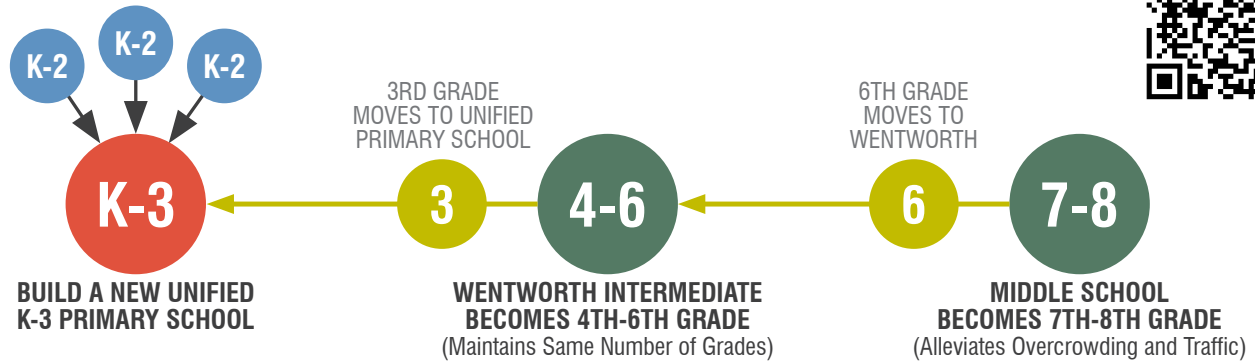 K-2
K-2
K-2
3RD GRADE
MOVES TO UNIFIED
PRIMARY SCHOOL
6TH GRADE
MOVES TO
WENTWORTH
K-3
3
4-6
6
7-8
BUILD A NEW UNIFIED
K-3 PRIMARY SCHOOL
WENTWORTH INTERMEDIATE
BECOMES 4TH-6TH GRADE
(Maintains Same Number of Grades)
MIDDLE SCHOOL
BECOMES 7TH-8TH GRADE
(Alleviates Overcrowding and Traffic)